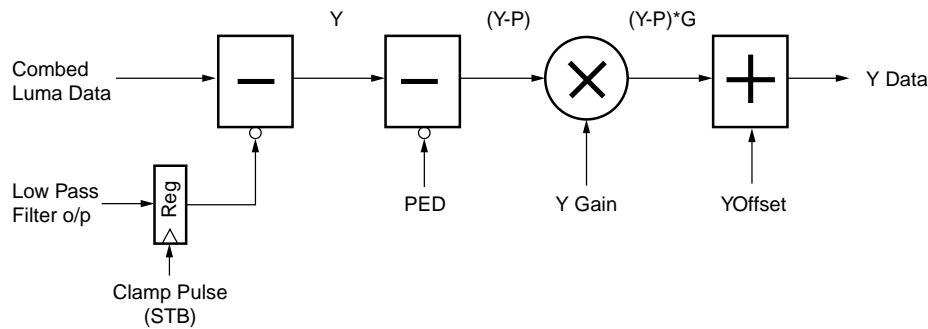 Y
(Y-P)
(Y-P)*G
Combed
Luma Data
Y Data
Low Pass
Filter o/p
Reg
PED
Y Gain
YOffset
Clamp Pulse
(STB)